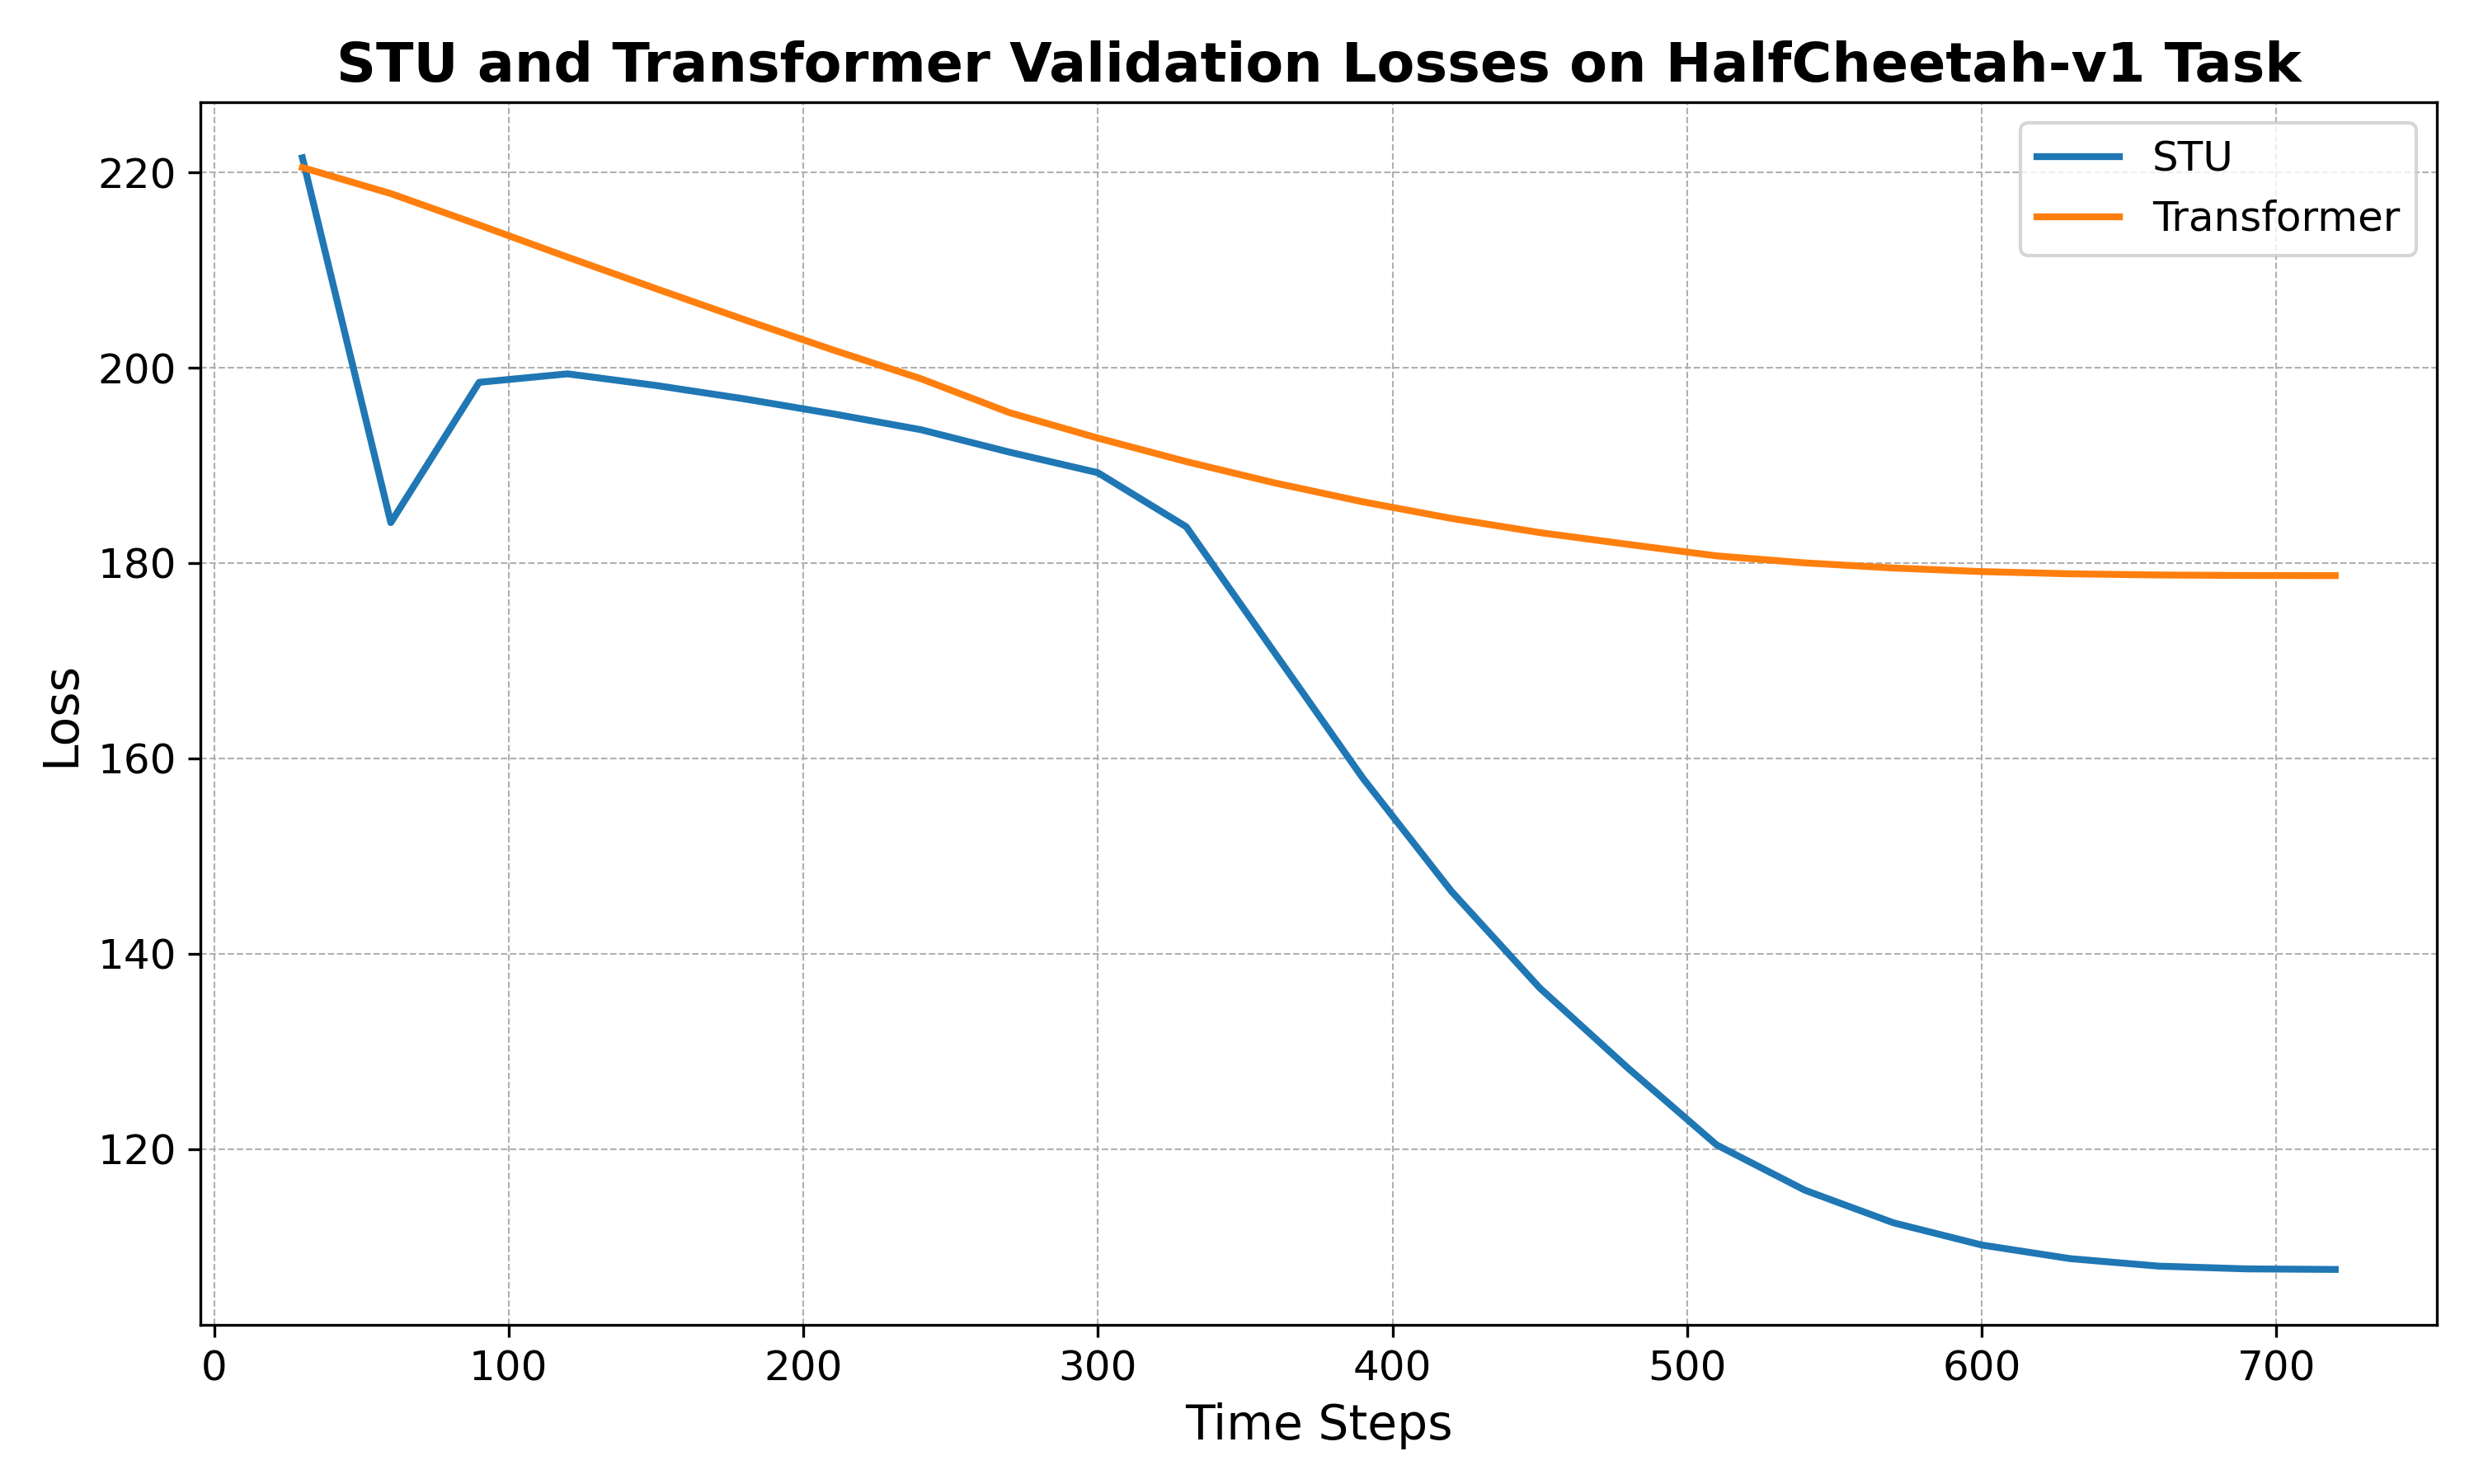 STU and Transformer Validation Losses on HalfCheetah-v1 Task
STU
Transformer
220
200
180
160
140
120
Loss
0 100 200 300 400 500 600 700
Time Steps